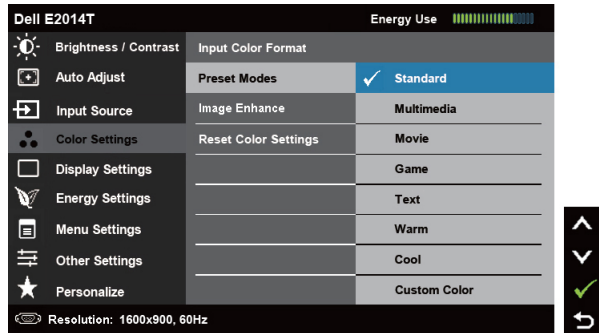 Dell E2014T
Energy Use
Brightness / Contrast
Input Color Format
Auto Adjust
Preset Modes
Standard
Input Source
Image Enhance
Multimedia
Color Settings
Reset Color Settings
Movie
Display Settings
Game
Energy Settings
Text
Menu Settings
Warm
Other Settings
Cool
Personalize
Custom Color
Resolution: 1600x900, 60Hz